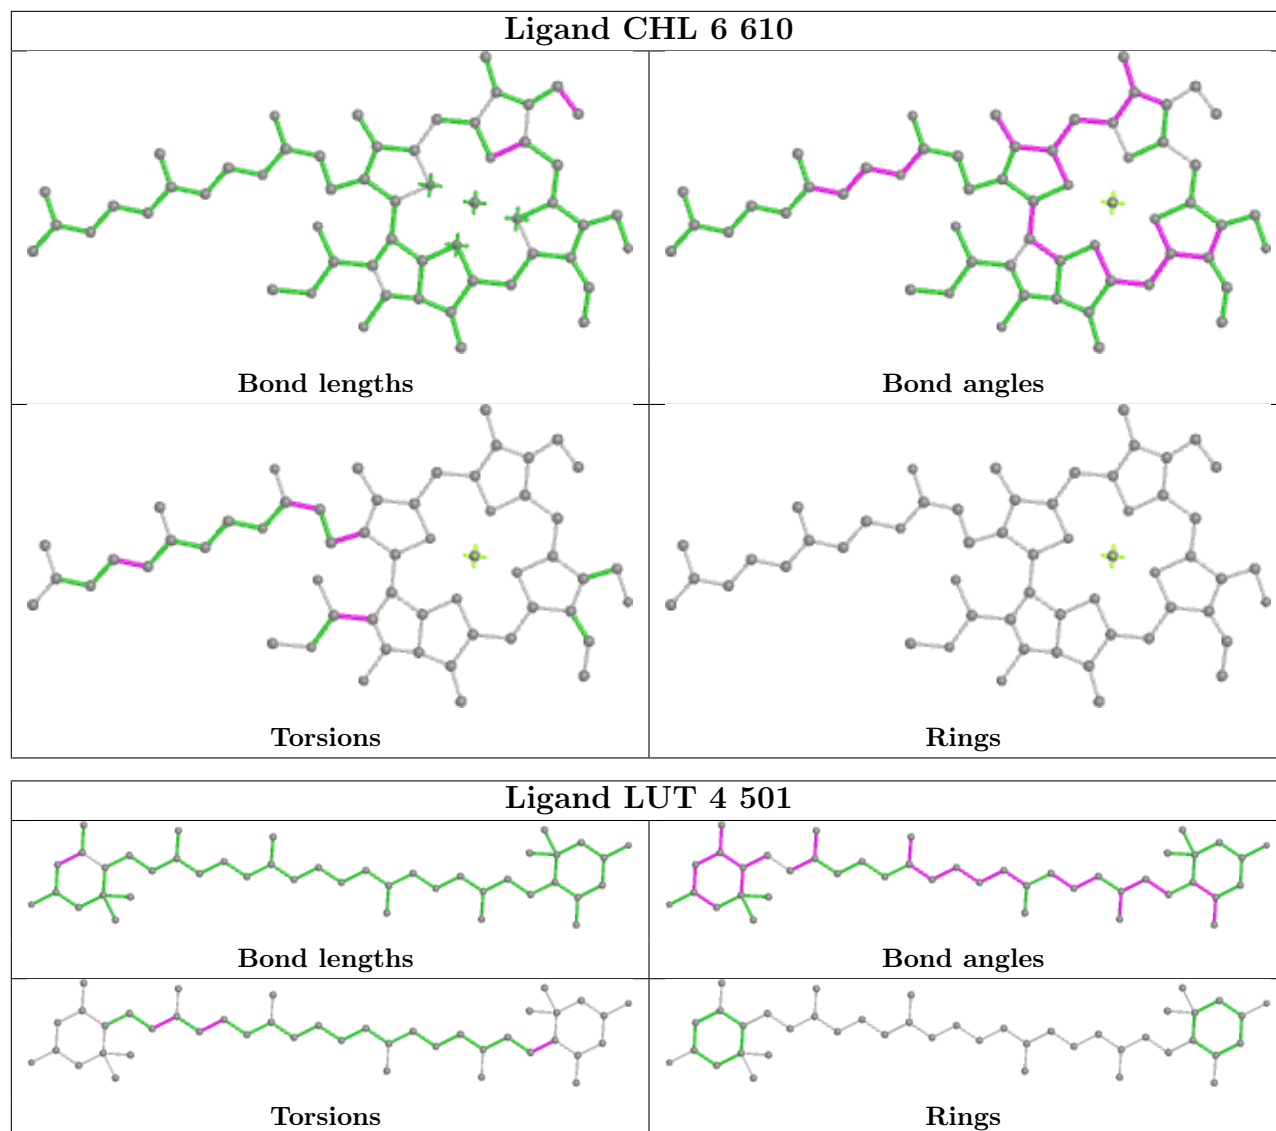 Ligand CHL 6 610
Bond lengths
Bond angles
Torsions
Rings
Ligand LUT 4 501
Bond lengths
Bond angles
Torsions
Rings